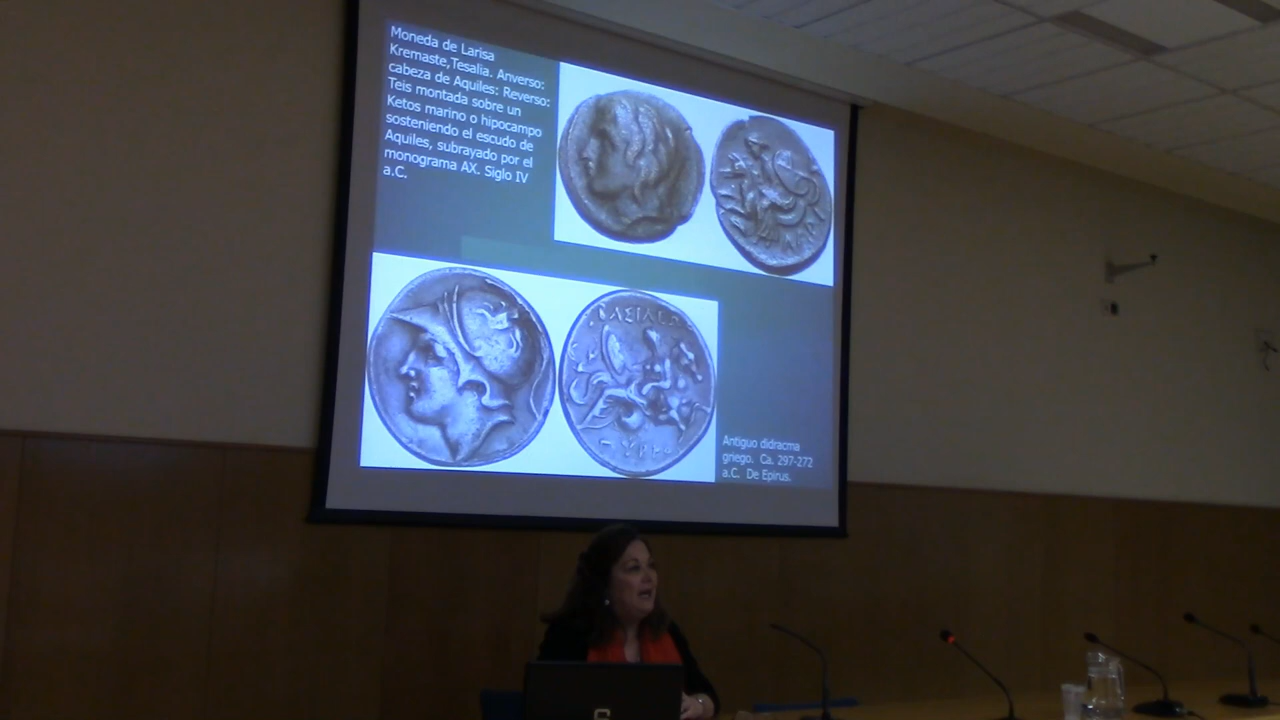 Moneda de Larisa
Kremaste,Tesalia. Anverso:
cabeza de Aquiles: Reverso:
Teis montada sobre un
Ketos marino o hipocampo
sosteniendo el escudo de
Aquiles, subrayado por el
monograma AX. Siglo IV
a.C.
ΒΑΣΙΛΕΩ
Antiguo didracma
griego. Ca. 297-272
a.C. De Epirus.